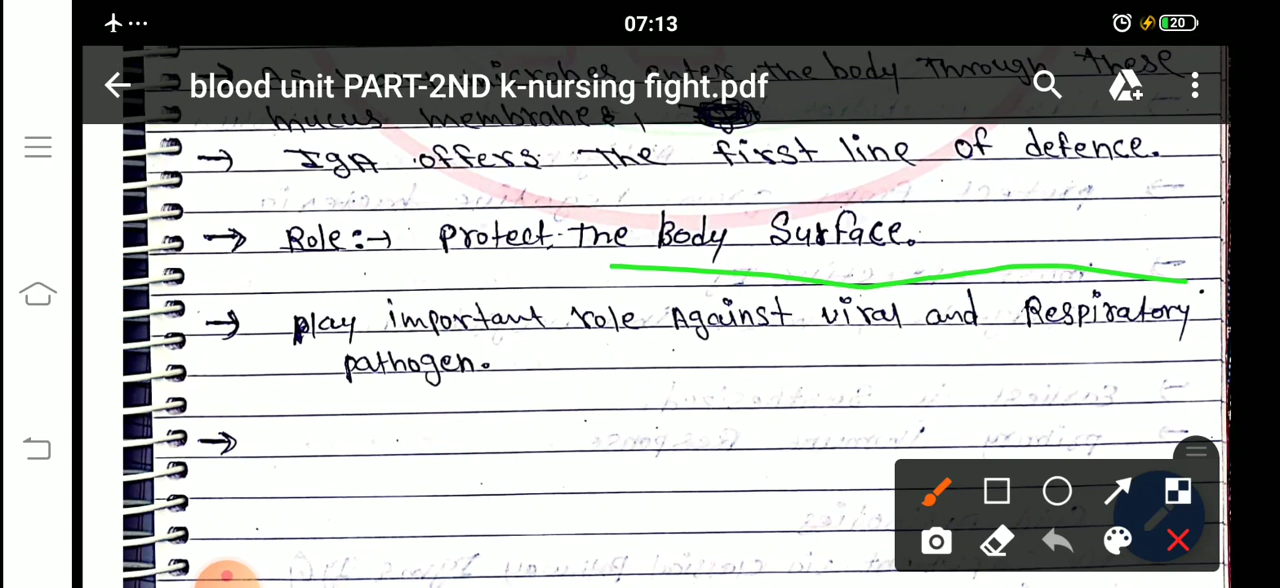 07:13
20
blood unit PART-2ND k-nursing fight.pdf
enter the body Through These
mucus membranes,
→ IgA offers The first line of defence.
→ Role:→ protect The Body Surface.
→ play important role Against viral and Respiratory
pathogen.
→